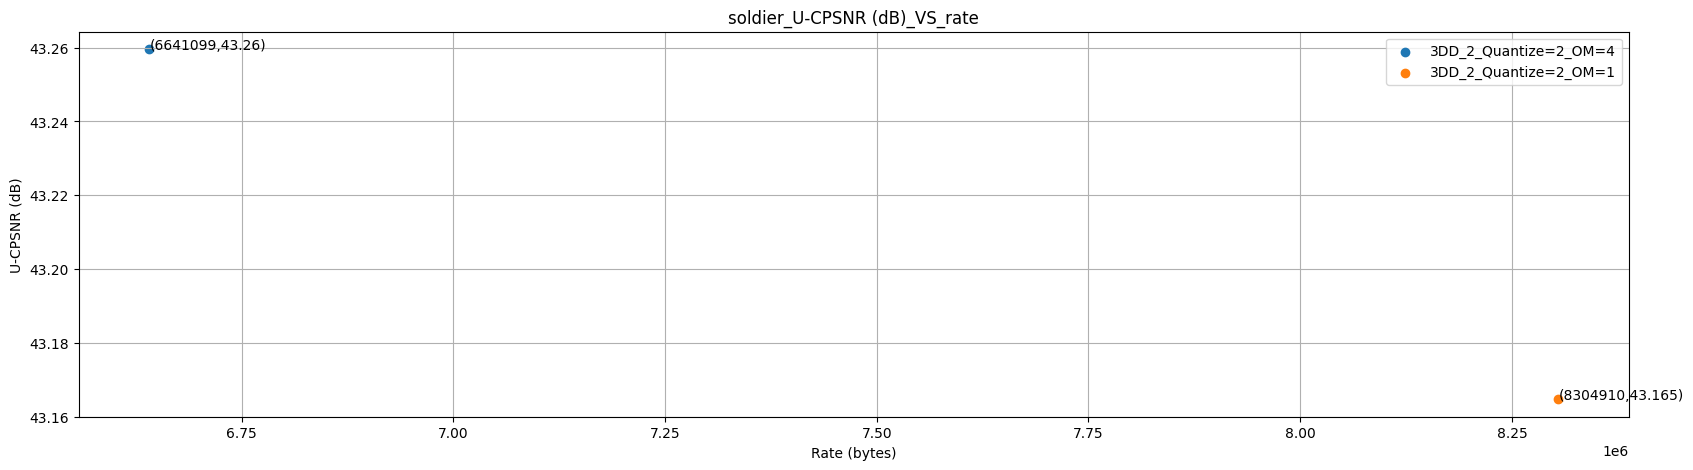 soldier_U-CPSNR (dB)_VS_rate
43.26
43.24
43.22
43.20
43.18
43.16
U-CPSNR (dB)
(6641099,43.26)
3DD_2_Quantize=2_OM=4
3DD_2_Quantize=2_OM=1
(8304910,43.165)
6.75
7.00
7.25
7.50
7.75
8.00
8.25
1e6
Rate (bytes)